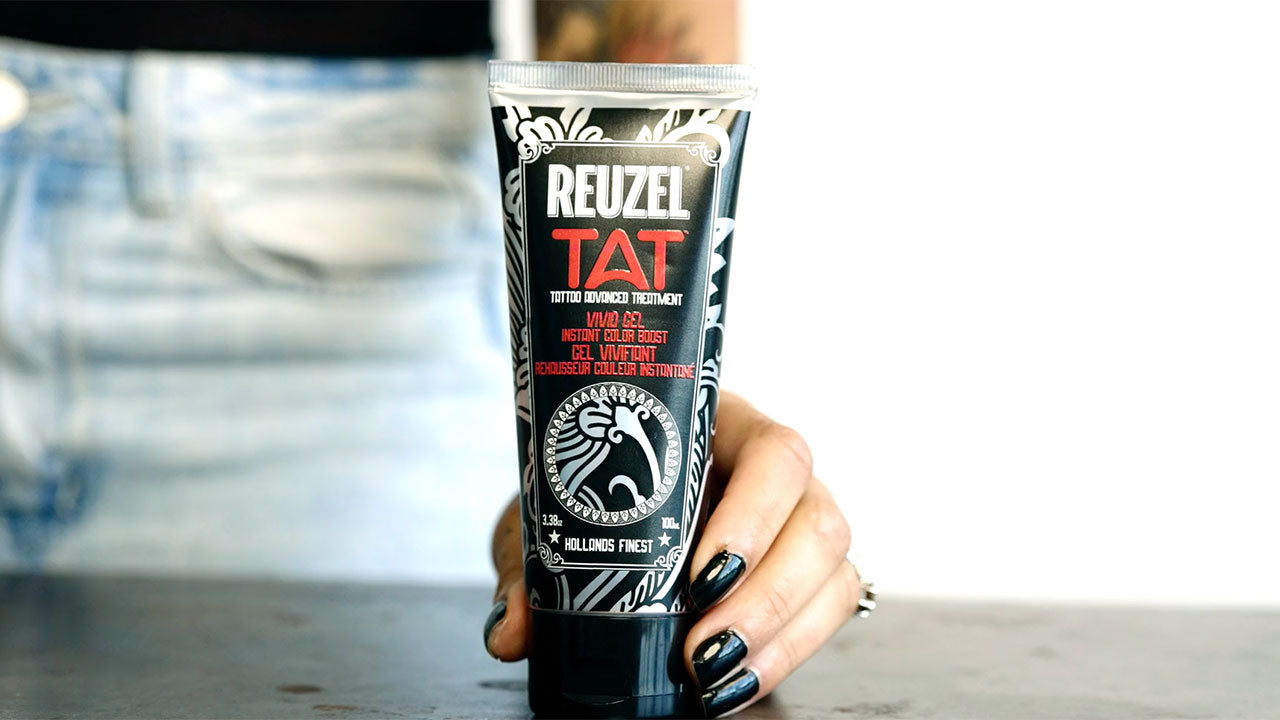 REUZEL
TAT™
TATTOO ADVANCED TREATMENT
VIVID GEL
INSTANT COLOR BOOST
GEL VIVIFIANT
REHAUSSEUR COULEUR INSTANTANÉ
3.38oz 100mL
HOLLANDS FINEST